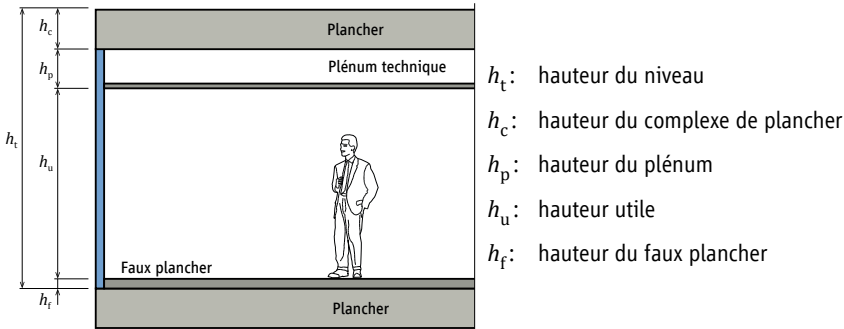 h_c
Plancher
h_p
Plénum technique
h_t
h_u
Faux plancher
h_f
Plancher
h_t: hauteur du niveau
h_c: hauteur du complexe de plancher
h_p: hauteur du plénum
h_u: hauteur utile
h_f: hauteur du faux plancher